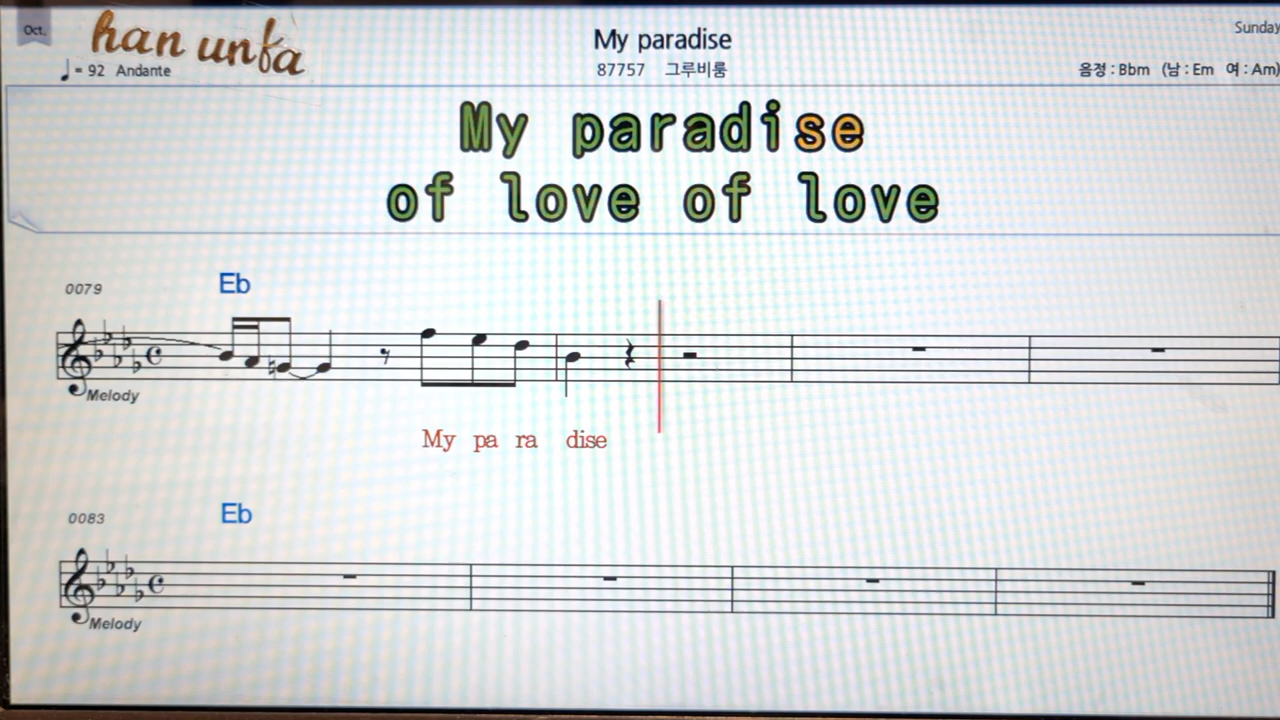 Oct.
han unfa
My paradise
Sunday
♩= 92 Andante
87757 그루비룸
음정 : Bbm (남 : Em 여 : Am)
My paradise
of love of love
0079
Eb
Melody
My pa ra dise
0083
Eb
Melody